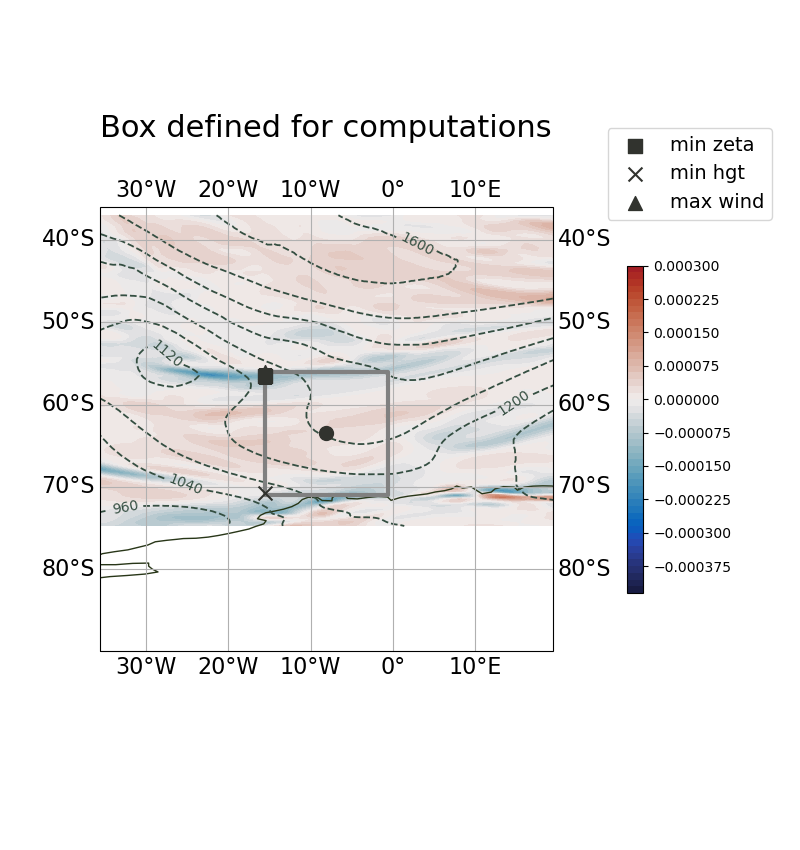 Box defined for computations
min zeta
min hgt
max wind
30°W 20°W 10°W 0° 10°E
40°S 40°S
50°S 50°S
60°S 60°S
70°S 70°S
80°S 80°S
30°W 20°W 10°W 0° 10°E
1600
1120
1200
1040
960
0.000300
0.000225
0.000150
0.000075
0.000000
−0.000075
−0.000150
−0.000225
−0.000300
−0.000375